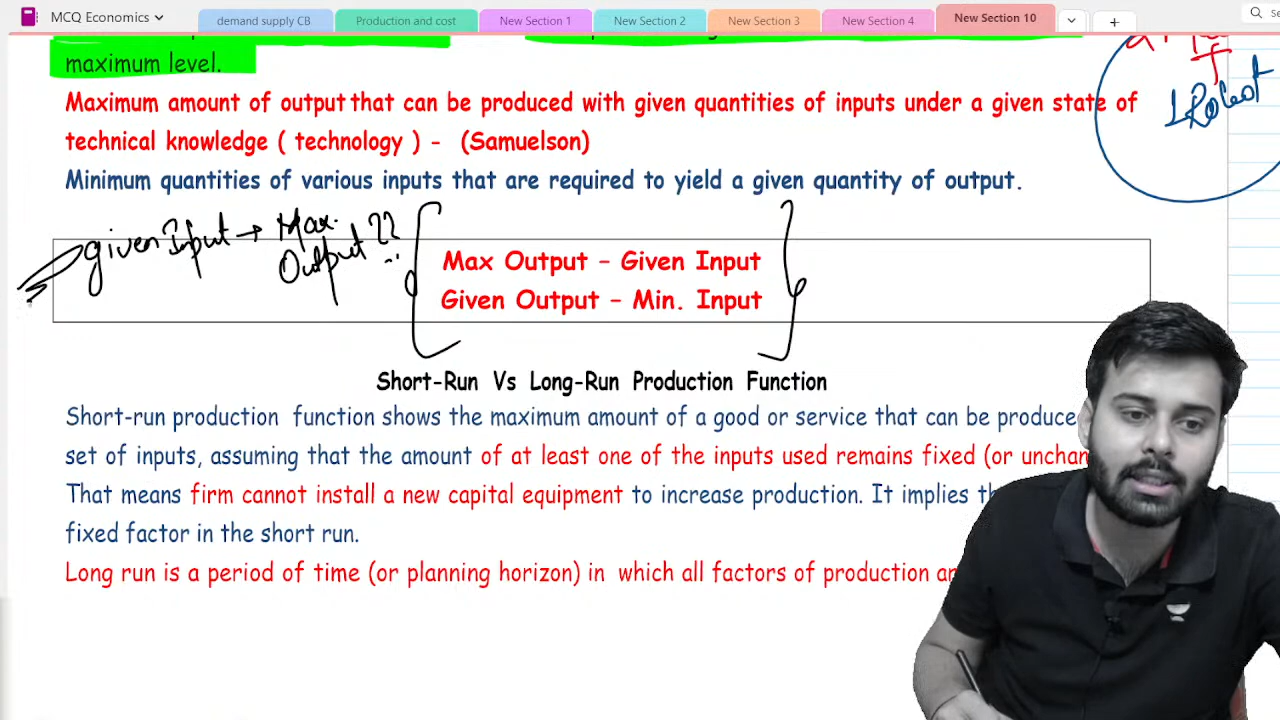 MCQ Economics
demand supply CB
Production and cost
New Section 1
New Section 2
New Section 3
New Section 4
New Section 10
maximum level.
Maximum amount of output that can be produced with given quantities of inputs under a given state of
technical knowledge ( technology ) - (Samuelson)
Minimum quantities of various inputs that are required to yield a given quantity of output.
1 Robot
given Input → Max. Output ??
Max Output – Given Input
Given Output – Min. Input
Short-Run Vs Long-Run Production Function
Short-run production function shows the maximum amount of a good or service that can be produce
set of inputs, assuming that the amount of at least one of the inputs used remains fixed (or unchan
That means firm cannot install a new capital equipment to increase production. It implies th
fixed factor in the short run.
Long run is a period of time (or planning horizon) in which all factors of production a